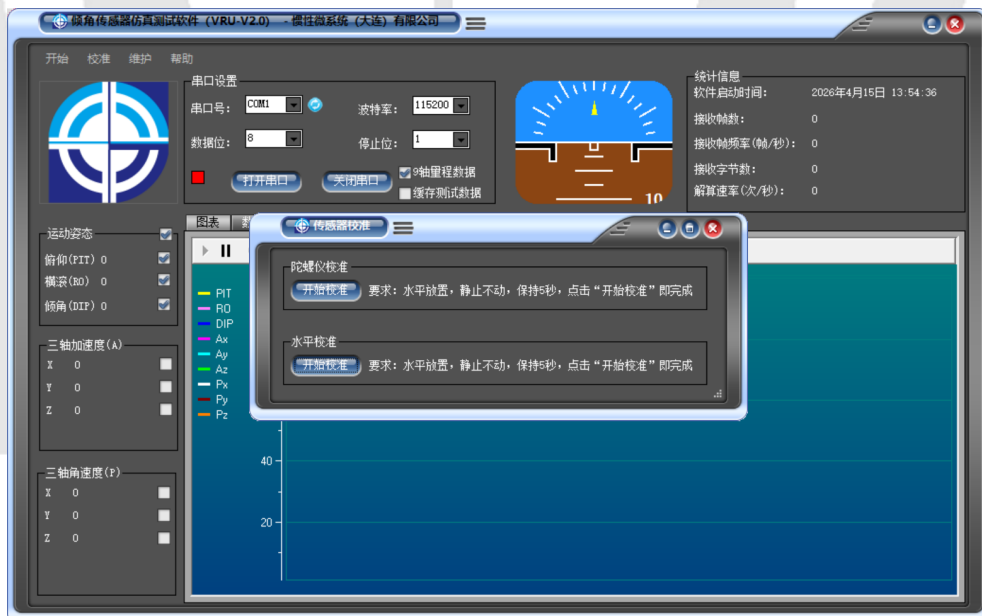 倾角传感器仿真测试软件（VRU-V2.0） - 惯性微系统（大连）有限公司
开始 校准 维护 帮助
串口设置
串口号： COM1 波特率： 115200
数据位： 8 停止位： 1
打开串口 关闭串口 9轴里程数据
缓存测试数据
10
统计信息
软件启动时间： 2026年4月15日 13:54:36
接收帧数： 0
接收帧频率(帧/秒)： 0
接收字节数： 0
解算速率(次/秒)： 0
运动姿态
俯仰(PIT) 0
横滚(RO) 0
倾角(DIP) 0
三轴加速度(A)
X 0
Y 0
Z 0
三轴角速度(P)
X 0
Y 0
Z 0
图表
PIT
RO
DIP
Ax
Ay
Az
Px
Py
Pz
40
20
传感器校准
陀螺仪校准
开始校准 要求：水平放置，静止不动，保持5秒，点击“开始校准”即完成
水平校准
开始校准 要求：水平放置，静止不动，保持5秒，点击“开始校准”即完成